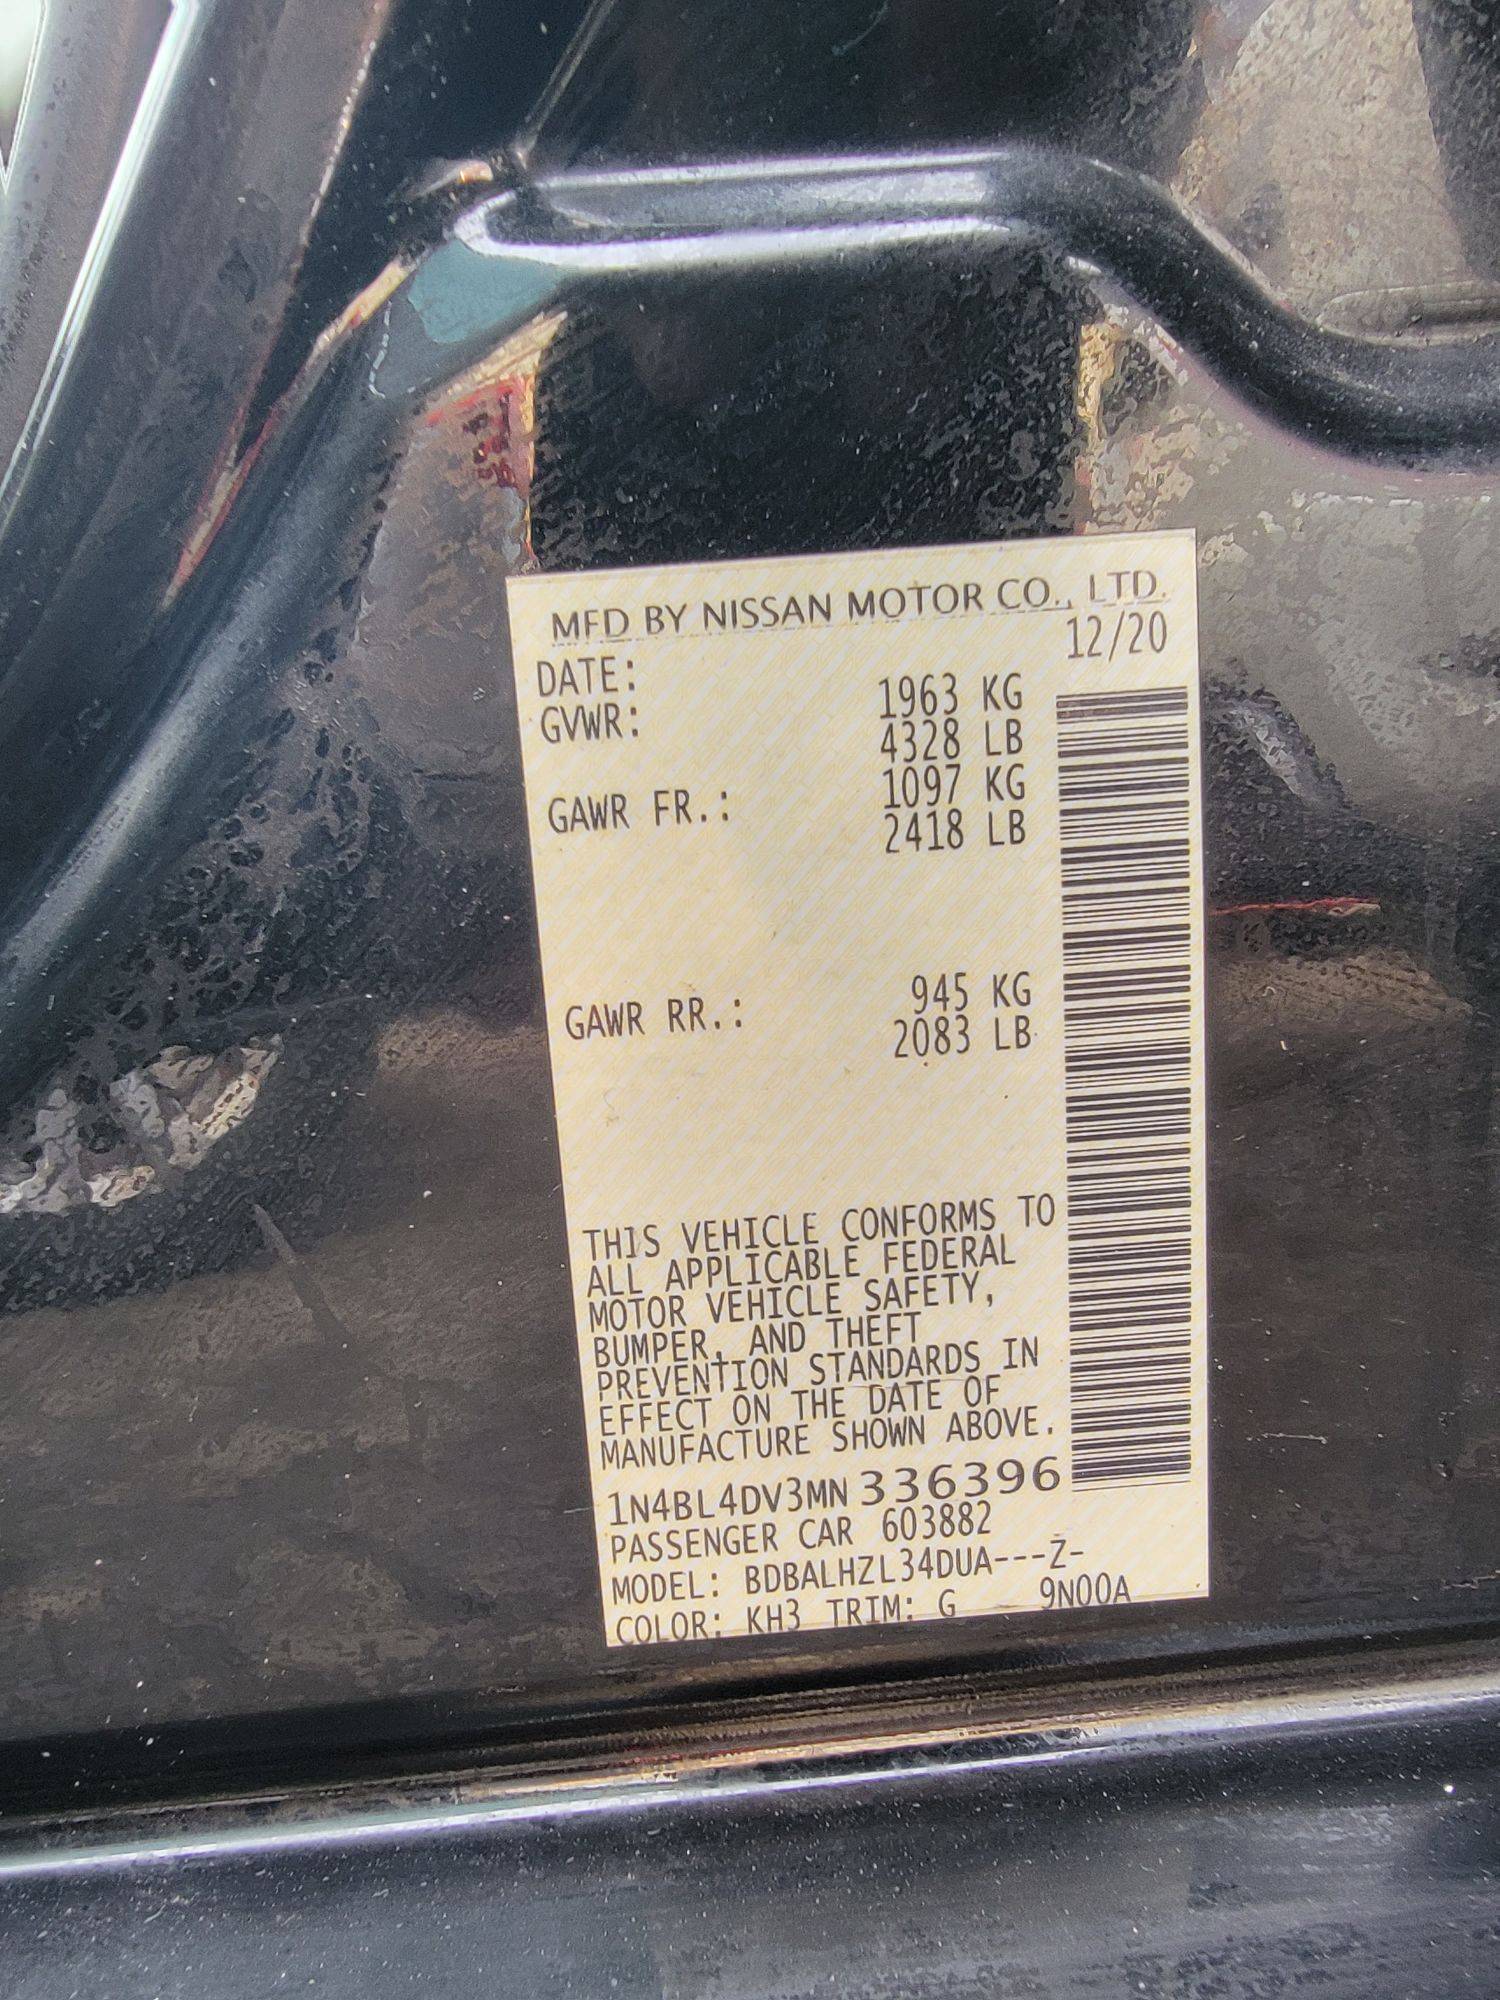 MFD BY NISSAN MOTOR CO., LTD.
DATE: 12/20
GVWR: 1963 KG
4328 LB
GAWR FR.: 1097 KG
2418 LB
GAWR RR.: 945 KG
2083 LB
THIS VEHICLE CONFORMS TO
ALL APPLICABLE FEDERAL
MOTOR VEHICLE SAFETY,
BUMPER, AND THEFT
PREVENTION STANDARDS IN
EFFECT ON THE DATE OF
MANUFACTURE SHOWN ABOVE.
1N4BL4DV3MN336396
PASSENGER CAR 603882
MODEL: BDBALHZL34DUA---Z-
COLOR: KH3 TRIM: G 9N00A